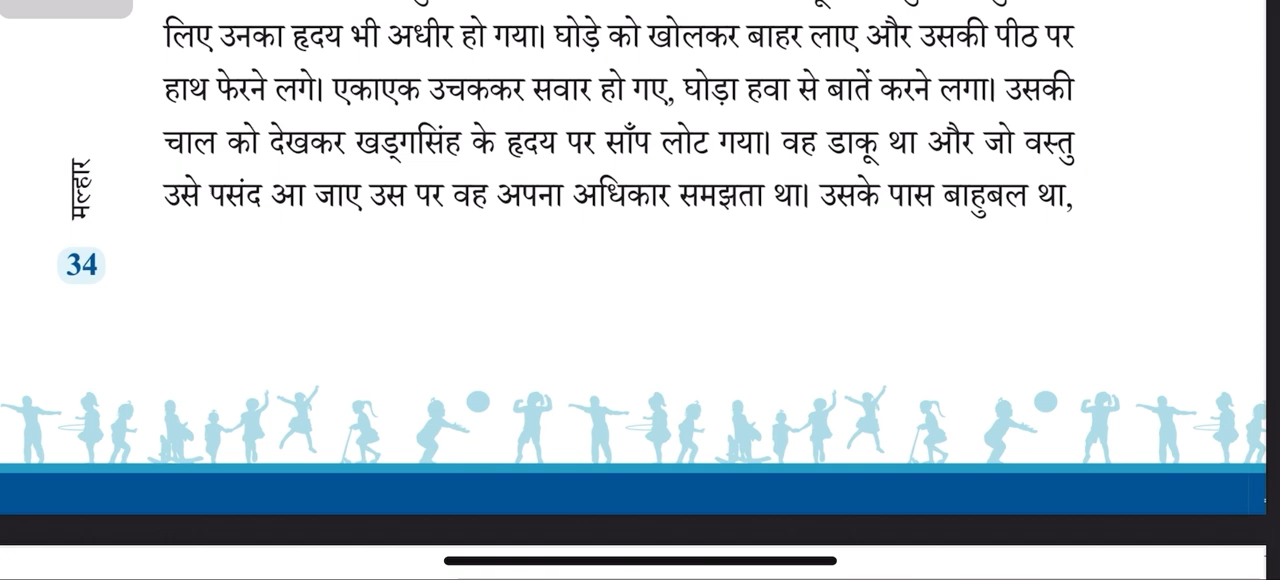 लिए उनका हृदय भी अधीर हो गया। घोड़े को खोलकर बाहर लाए और उसकी पीठ पर
हाथ फेरने लगे। एकाएक उचककर सवार हो गए, घोड़ा हवा से बातें करने लगा। उसकी
चाल को देखकर खड्गसिंह के हृदय पर साँप लोट गया। वह डाकू था और जो वस्तु
उसे पसंद आ जाए उस पर वह अपना अधिकार समझता था। उसके पास बाहुबल था,
मल्हार
34